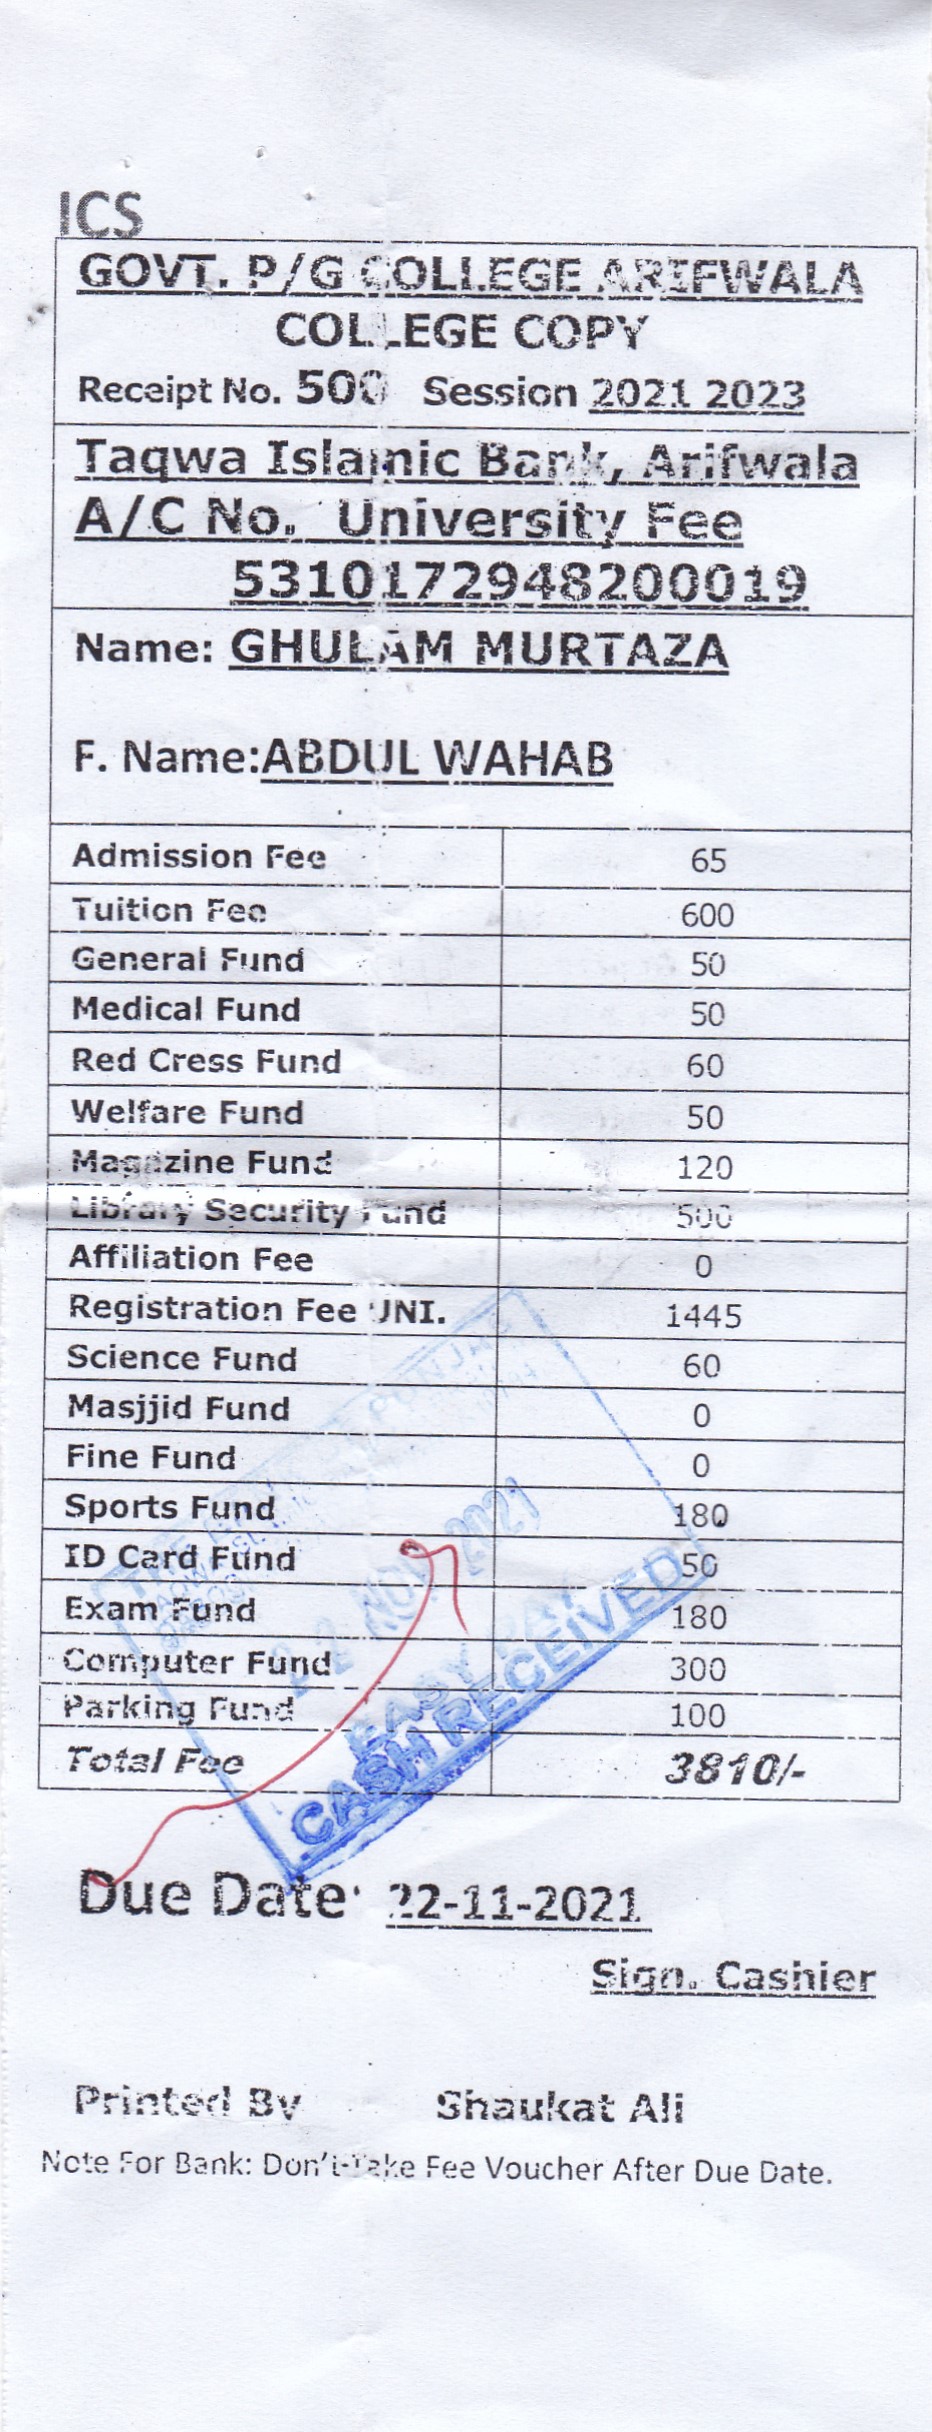 ICS
GOVT. P/G COLLEGE ARIFWALA
COLLEGE COPY
Receipt No. 500 Session 2021 2023
Taqwa Islamic Bank, Arifwala
A/C No. University Fee
5310172948200019
Name: GHULAM MURTAZA
F. Name:ABDUL WAHAB
Admission Fee 65
Tuition Fee 600
General Fund 50
Medical Fund 50
Red Cress Fund 60
Welfare Fund 50
Magazine Fund 120
Library Security Fund 500
Affiliation Fee 0
Registration Fee UNI. 1445
Science Fund 60
Masjjid Fund 0
Fine Fund 0
Sports Fund 180
ID Card Fund 50
Exam Fund 180
Computer Fund 300
Parking Fund 100
Total Fee 3810/-
THE BANK OF PUNJAB
22 NOV 2021
CASH RECEIVED
Due Date: 22-11-2021
Sign. Cashier
Printed By Shaukat Ali
Note For Bank: Don't Take Fee Voucher After Due Date.